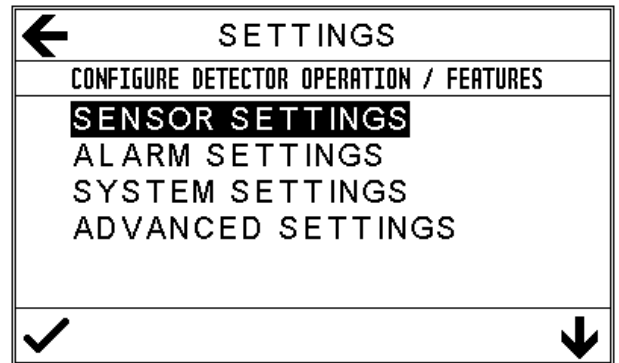 SETTINGS
CONFIGURE DETECTOR OPERATION / FEATURES
SENSOR SETTINGS
ALARM SETTINGS
SYSTEM SETTINGS
ADVANCED SETTINGS